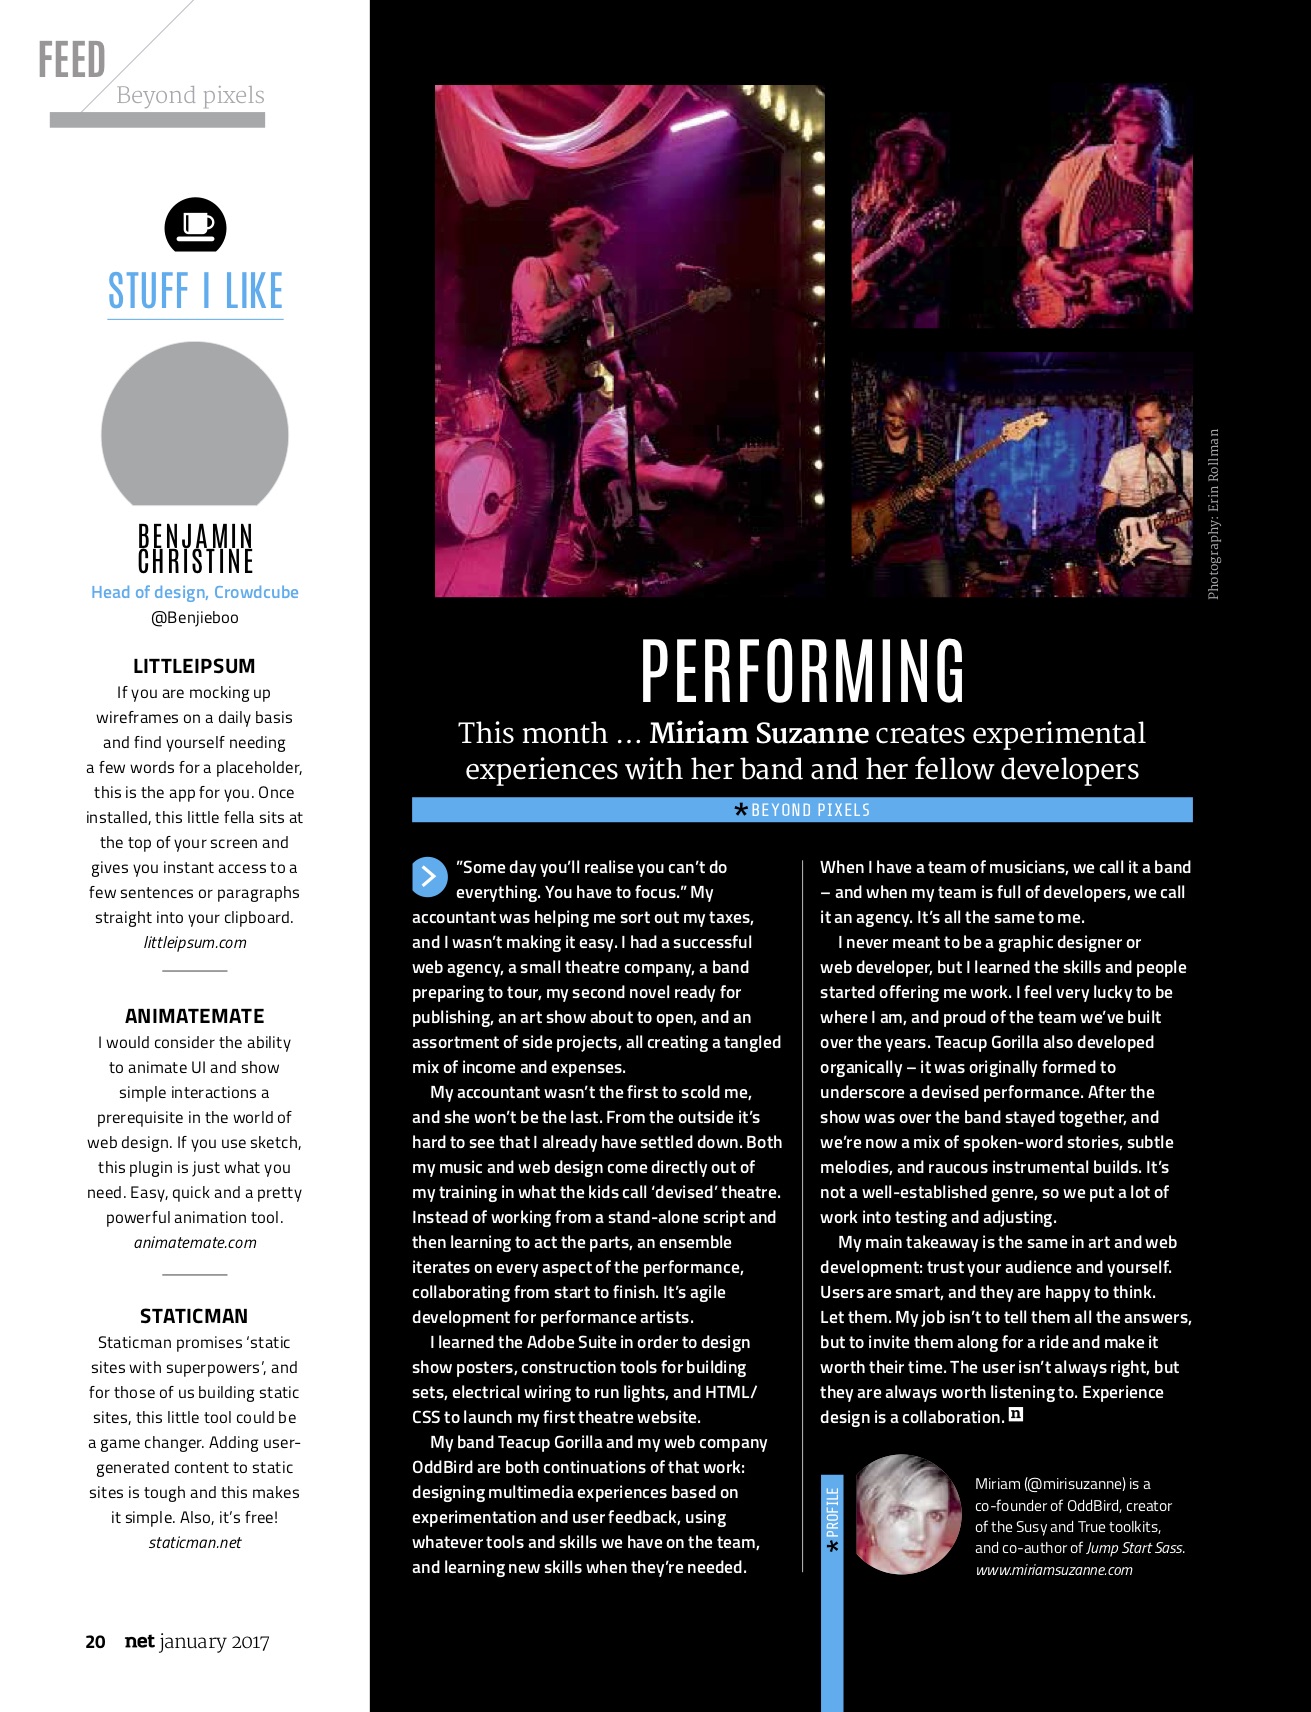 FEED
Beyond pixels
STUFF I LIKE
BENJAMIN
CHRISTINE
Head of design, Crowdcube
@Benjieboo
LITTLEIPSUM
If you are mocking up
wireframes on a daily basis
and find yourself needing
a few words for a placeholder,
this is the app for you. Once
installed, this little fella sits at
the top of your screen and
gives you instant access to a
few sentences or paragraphs
straight into your clipboard.
littleipsum.com
ANIMATEMATE
I would consider the ability
to animate UI and show
simple interactions a
prerequisite in the world of
web design. If you use sketch,
this plugin is just what you
need. Easy, quick and a pretty
powerful animation tool.
animatemate.com
STATICMAN
Staticman promises ‘static
sites with superpowers’, and
for those of us building static
sites, this little tool could be
a game changer. Adding user-
generated content to static
sites is tough and this makes
it simple. Also, it’s free!
staticman.net
20 net january 2017
Photography: Erin Rollman
PERFORMING
This month … Miriam Suzanne creates experimental
experiences with her band and her fellow developers
*BEYOND PIXELS
”Some day you’ll realise you can’t do
everything. You have to focus.” My
accountant was helping me sort out my taxes,
and I wasn’t making it easy. I had a successful
web agency, a small theatre company, a band
preparing to tour, my second novel ready for
publishing, an art show about to open, and an
assortment of side projects, all creating a tangled
mix of income and expenses.
My accountant wasn’t the first to scold me,
and she won’t be the last. From the outside it’s
hard to see that I already have settled down. Both
my music and web design come directly out of
my training in what the kids call ‘devised’ theatre.
Instead of working from a stand-alone script and
then learning to act the parts, an ensemble
iterates on every aspect of the performance,
collaborating from start to finish. It’s agile
development for performance artists.
I learned the Adobe Suite in order to design
show posters, construction tools for building
sets, electrical wiring to run lights, and HTML/
CSS to launch my first theatre website.
My band Teacup Gorilla and my web company
OddBird are both continuations of that work:
designing multimedia experiences based on
experimentation and user feedback, using
whatever tools and skills we have on the team,
and learning new skills when they’re needed.
When I have a team of musicians, we call it a band
– and when my team is full of developers, we call
it an agency. It’s all the same to me.
I never meant to be a graphic designer or
web developer, but I learned the skills and people
started offering me work. I feel very lucky to be
where I am, and proud of the team we’ve built
over the years. Teacup Gorilla also developed
organically – it was originally formed to
underscore a devised performance. After the
show was over the band stayed together, and
we’re now a mix of spoken-word stories, subtle
melodies, and raucous instrumental builds. It’s
not a well-established genre, so we put a lot of
work into testing and adjusting.
My main takeaway is the same in art and web
development: trust your audience and yourself.
Users are smart, and they are happy to think.
Let them. My job isn’t to tell them all the answers,
but to invite them along for a ride and make it
worth their time. The user isn’t always right, but
they are always worth listening to. Experience
design is a collaboration. n
*PROFILE
Miriam (@mirisuzanne) is a
co-founder of OddBird, creator
of the Susy and True toolkits,
and co-author of Jump Start Sass.
www.miriamsuzanne.com